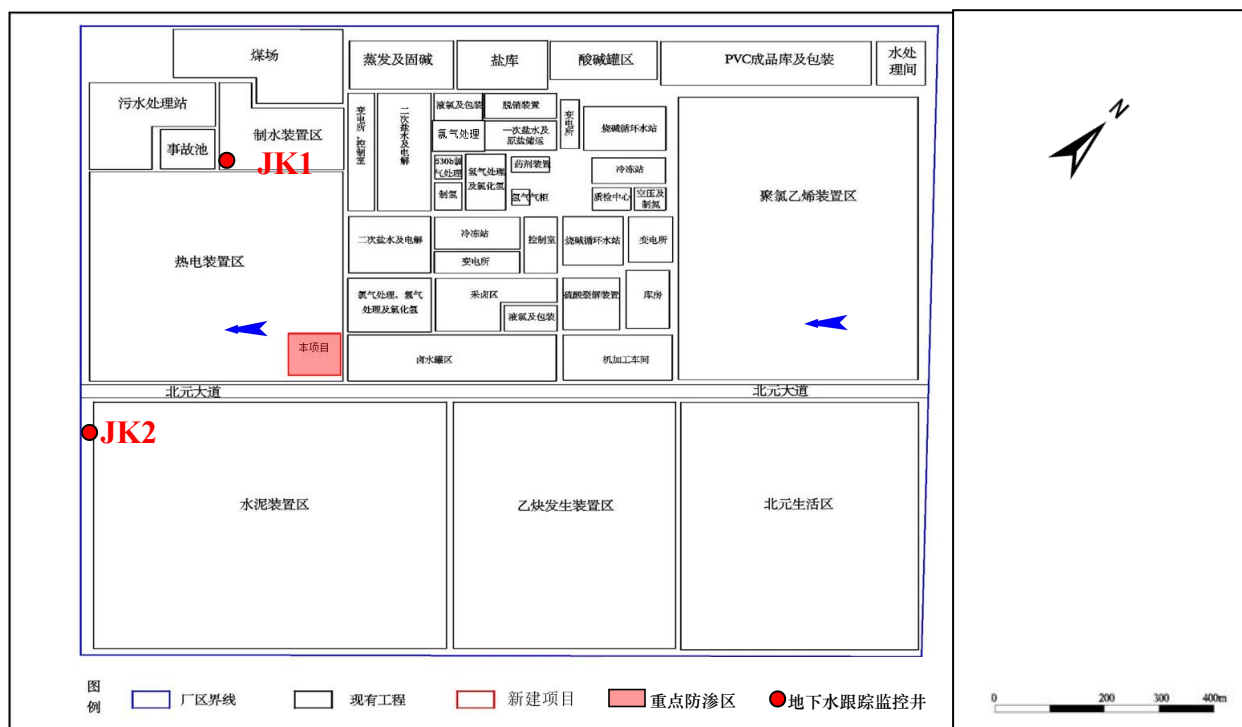 煤场
蒸发及固碱
盐库
酸碱罐区
PVC成品库及包装
水处
理间
N
污水处理站
制水装置区
事故池
JK1
变电所、控制室
二次盐水及电解
液氯及包装
脱硝装置
氯气处理
一次盐水及
原盐储运
变电所
烧碱循环水站
氢气处理
及氯化氢
药剂装置
冷冻站
制氢
氢气气柜
质检中心
空压及
制氮
聚氯乙烯装置区
热电装置区
二次盐水及电解
冷冻站
变电所
控制室
烧碱循环水站
变电所
氯气处理、氢气
处理及氯化氢
采卤区
液氯及包装
硫酸裂解装置
库房
本项目
卤水罐区
机加工车间
北元大道
北元大道
JK2
水泥装置区
乙炔发生装置区
北元生活区
图
例
厂区界线
现有工程
新建项目
重点防渗区
地下水跟踪监控井
0
200
300
400m